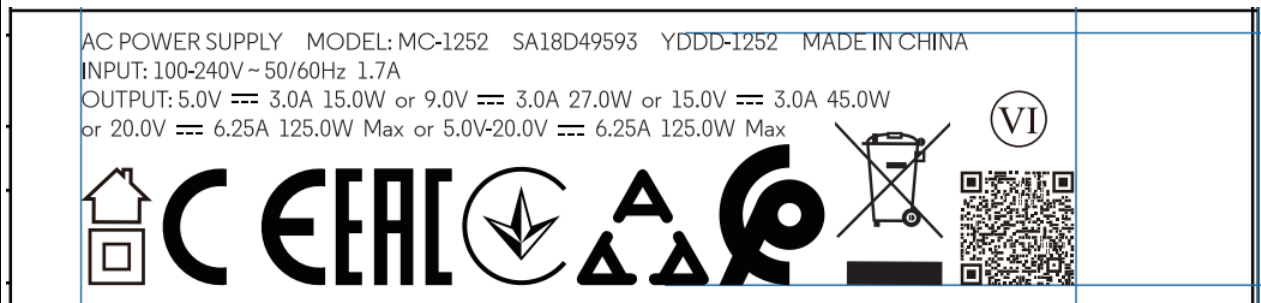 AC POWER SUPPLY MODEL: MC-1252 SA18D49593 YDDD-1252 MADE IN CHINA
INPUT: 100-240V ~ 50/60Hz 1.7A
OUTPUT: 5.0V ⎓ 3.0A 15.0W or 9.0V ⎓ 3.0A 27.0W or 15.0V ⎓ 3.0A 45.0W
or 20.0V ⎓ 6.25A 125.0W Max or 5.0V-20.0V ⎓ 6.25A 125.0W Max
VI
CE EAC